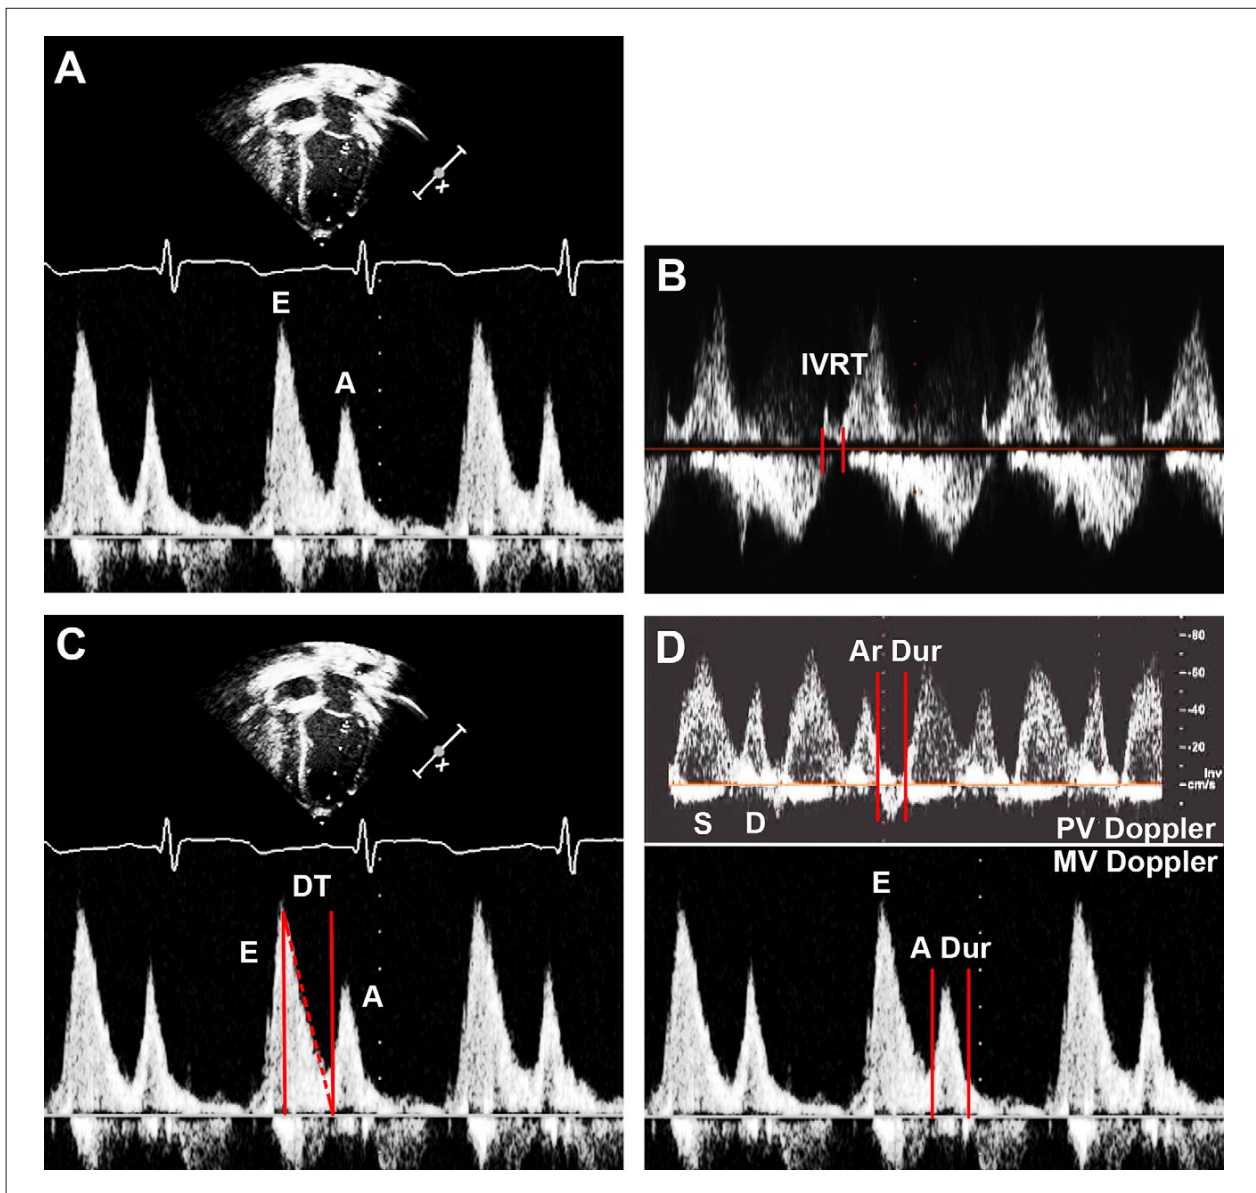 A
E
A
B
IVRT
C
DT
E
A
D
Ar Dur
-80
-60
-40
-20
Inv
cm/s
S D
PV Doppler
MV Doppler
E
A Dur